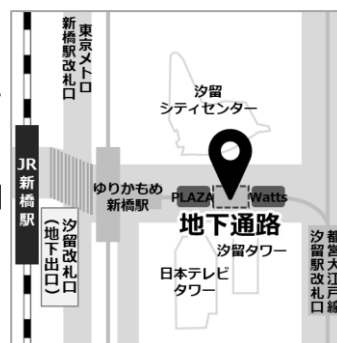 東京メトロ
新橋駅改札口
汐留
シティセンター
JR新橋駅
ゆりかもめ
新橋駅
PLAZA
Watts
地下通路
汐留改札口
(地下出口)
汐留タワー
日本テレビ
タワー
都営大江戸線
汐留駅改札口